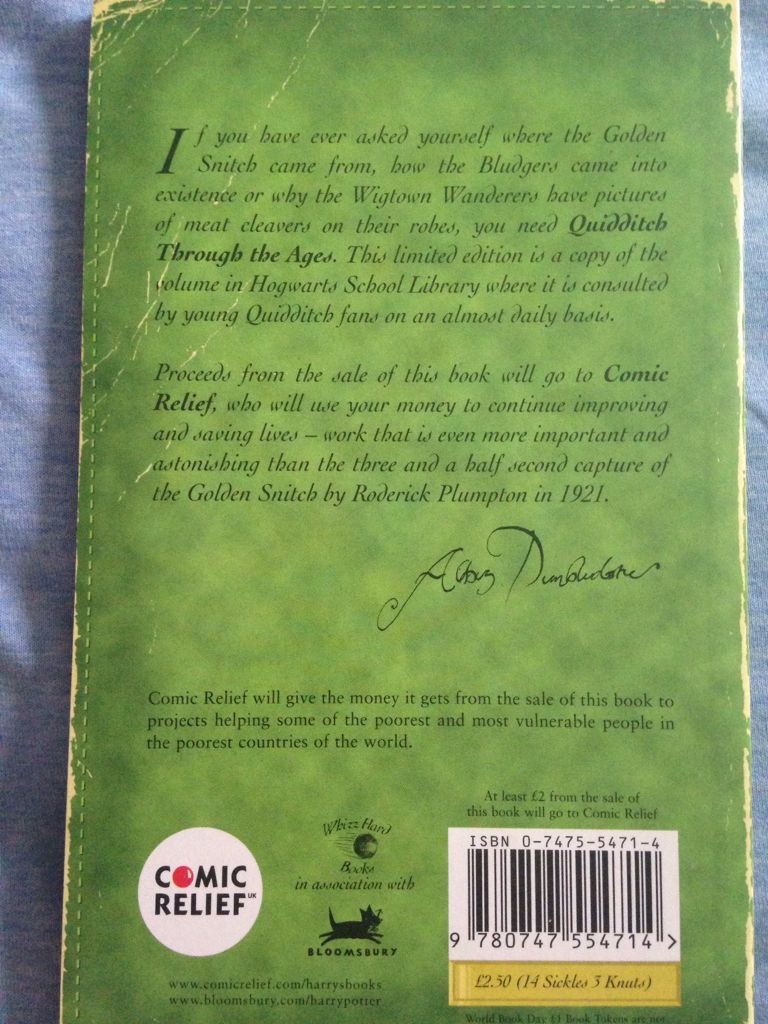 If you have ever asked yourself where the Golden
Snitch came from, how the Bludgers came into
existence or why the Wigtown Wanderers have pictures
of meat cleavers on their robes, you need Quidditch
Through the Ages. This limited edition is a copy of the
volume in Hogwarts School Library where it is consulted
by young Quidditch fans on an almost daily basis.
Proceeds from the sale of this book will go to Comic
Relief, who will use your money to continue improving
and saving lives – work that is even more important and
astonishing than the three and a half second capture of
the Golden Snitch by Roderick Plumpton in 1921.
Albus Dumbledore
Comic Relief will give the money it gets from the sale of this book to
projects helping some of the poorest and most vulnerable people in
the poorest countries of the world.
At least £2 from the sale of
this book will go to Comic Relief
COMIC
RELIEF UK
Whizz Hard
Books
in association with
BLOOMSBURY
www.comicrelief.com/harrysbooks
www.bloomsbury.com/harrypotter
ISBN 0-7475-5471-4
9 780747 554714 >
£2.50 (14 Sickles 3 Knuts)
World Book Day £1 Book Tokens are not